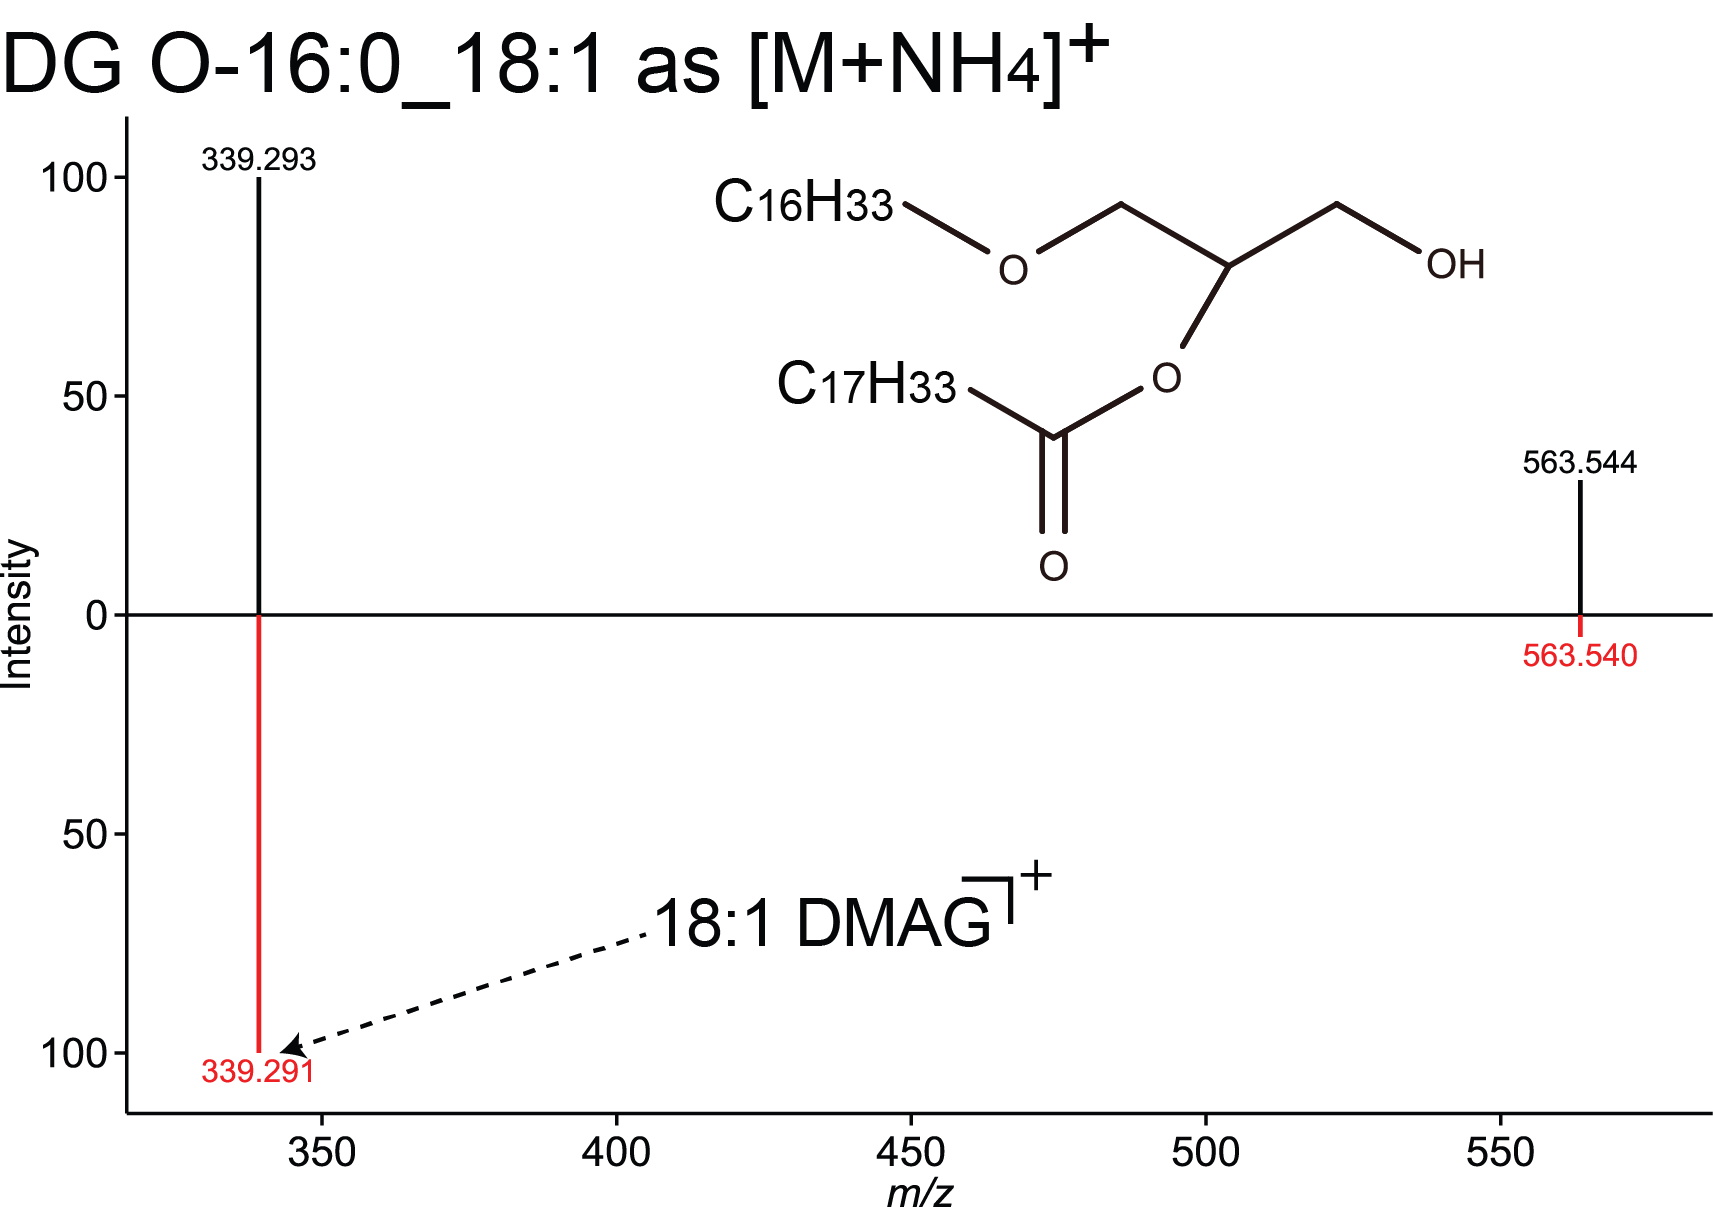 DG O-16:0_18:1 as [M+NH4]+
339.293
100
C16H33
O
OH
O
C17H33
50
563.544
O
Intensity
0
563.540
50
18:1 DMAG +
100
339.291
350 400 450 500 550
m/z